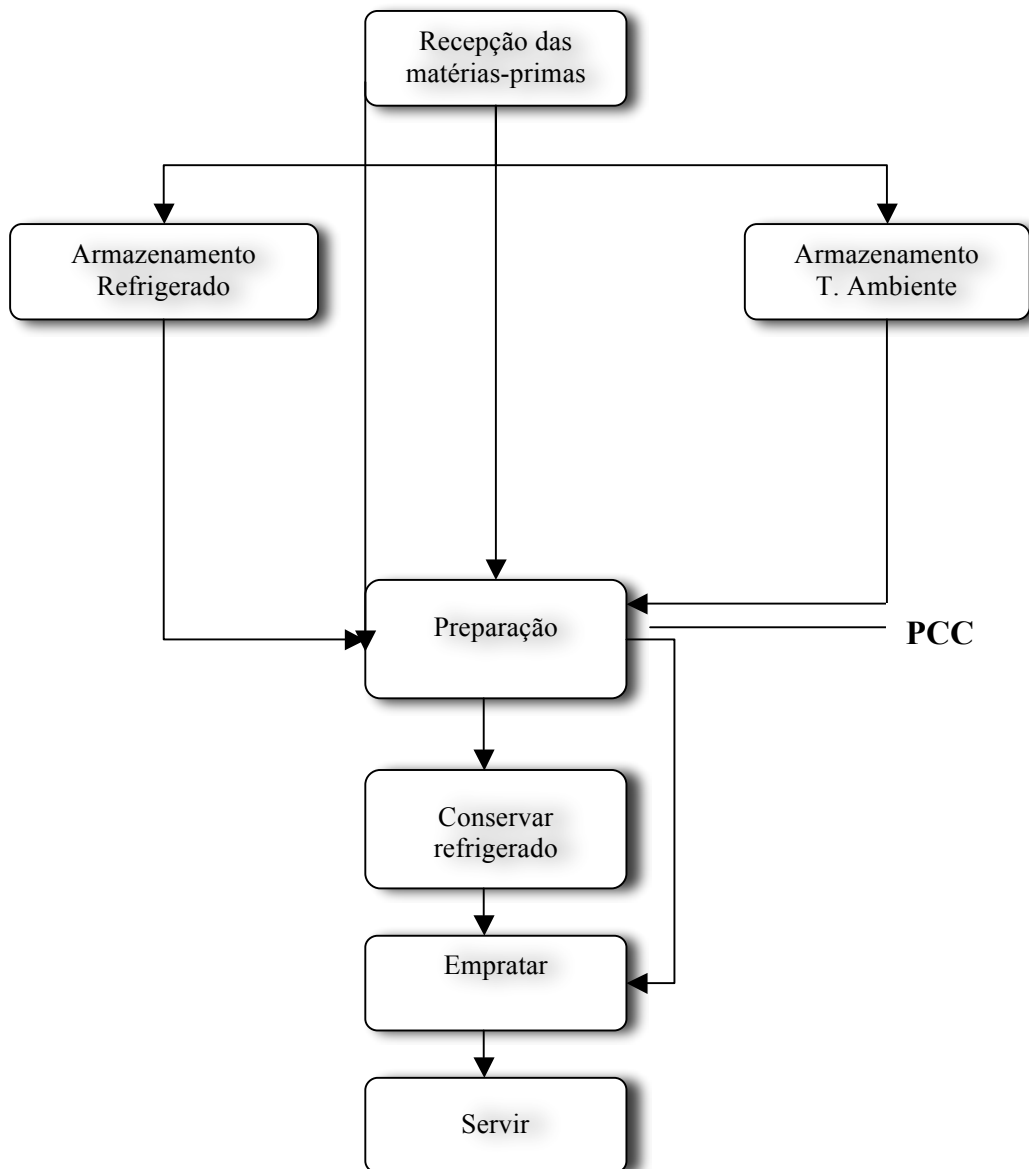 Recepção das
matérias-primas
Armazenamento
Refrigerado
Armazenamento
T. Ambiente
Preparação
PCC
Conservar
refrigerado
Empratar
Servir